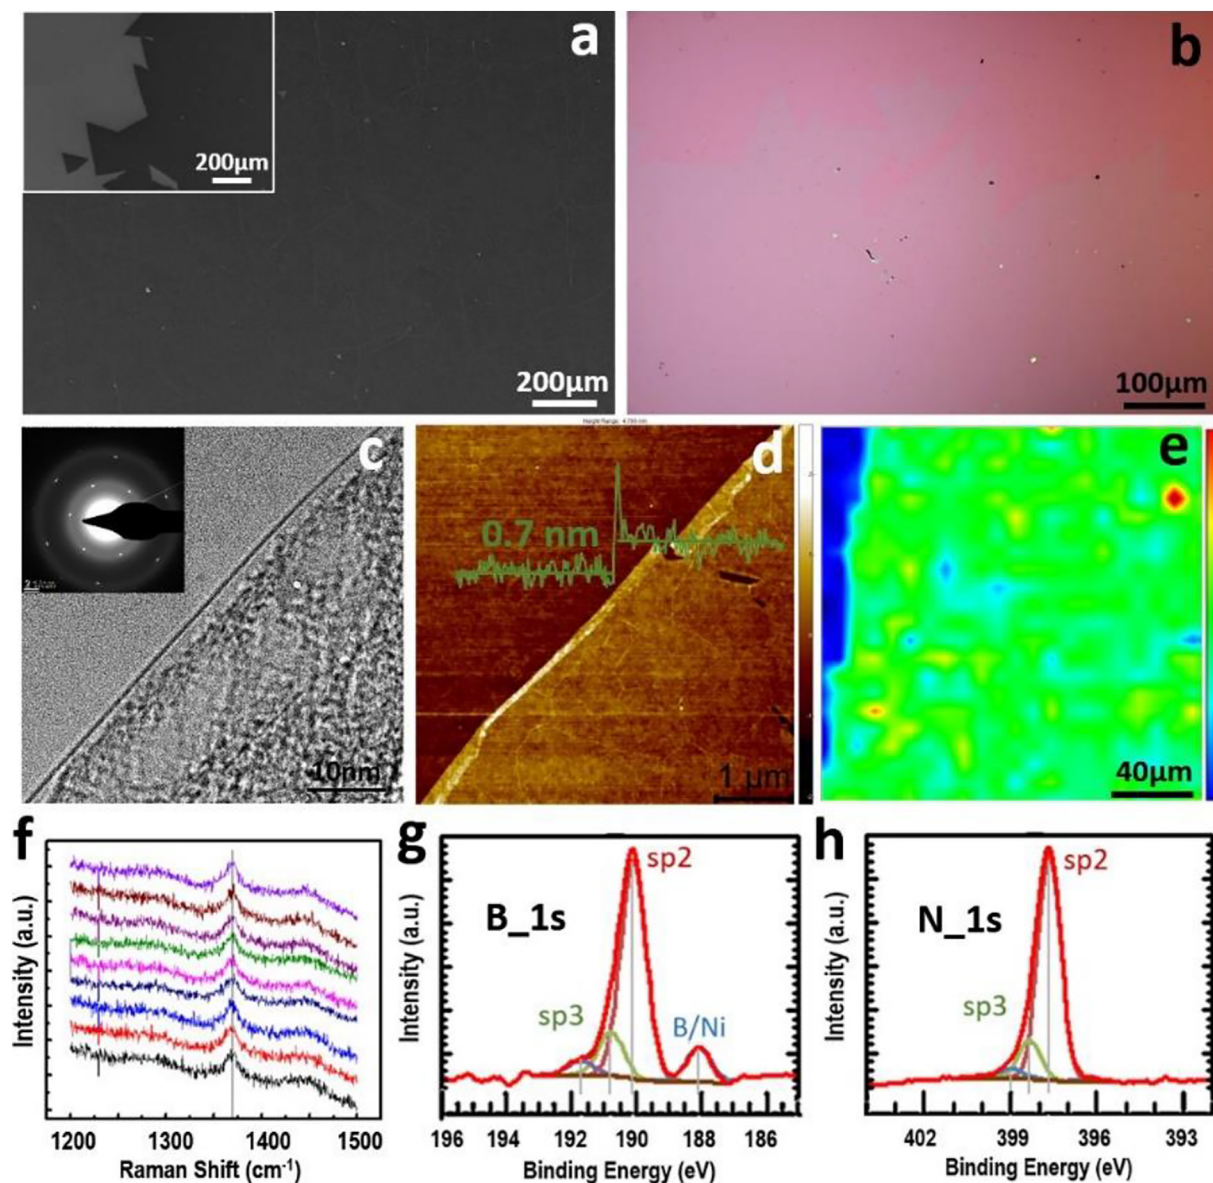 a
200μm
200μm
b
100μm
c
10nm
d
0.7 nm
1 μm
e
40μm
f
Intensity (a.u.)
1200 1300 1400 1500
Raman Shift (cm-1)
g
B_1s
sp2
sp3
B/Ni
Intensity (a.u.)
196 194 192 190 188 186
Binding Energy (eV)
h
N_1s
sp2
sp3
Intensity (a.u.)
402 399 396 393
Binding Energy (eV)